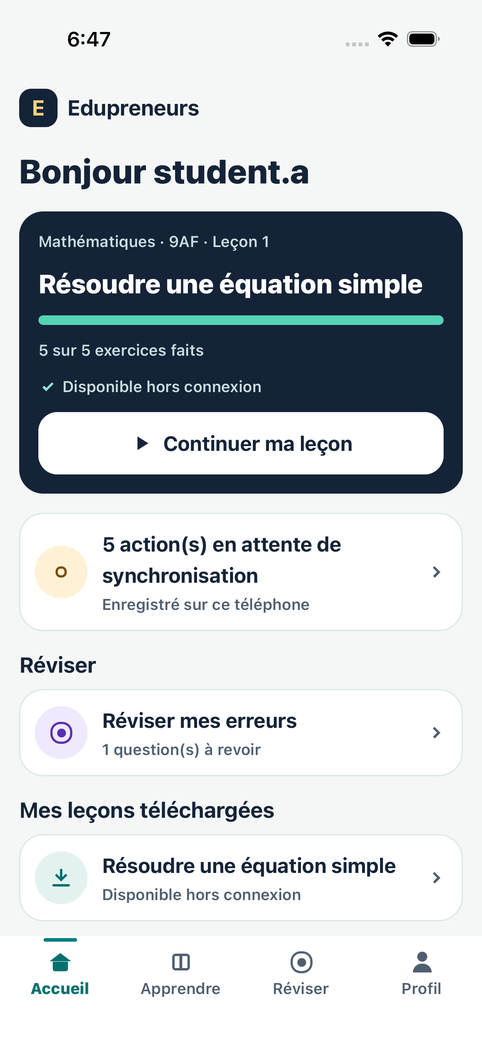 6:47
E Edupreneurs
Bonjour student.a
Mathématiques · 9AF · Leçon 1
Résoudre une équation simple
5 sur 5 exercices faits
Disponible hors connexion
Continuer ma leçon
5 action(s) en attente de
synchronisation
Enregistré sur ce téléphone
Réviser
Réviser mes erreurs
1 question(s) à revoir
Mes leçons téléchargées
Résoudre une équation simple
Disponible hors connexion
Accueil Apprendre Réviser Profil